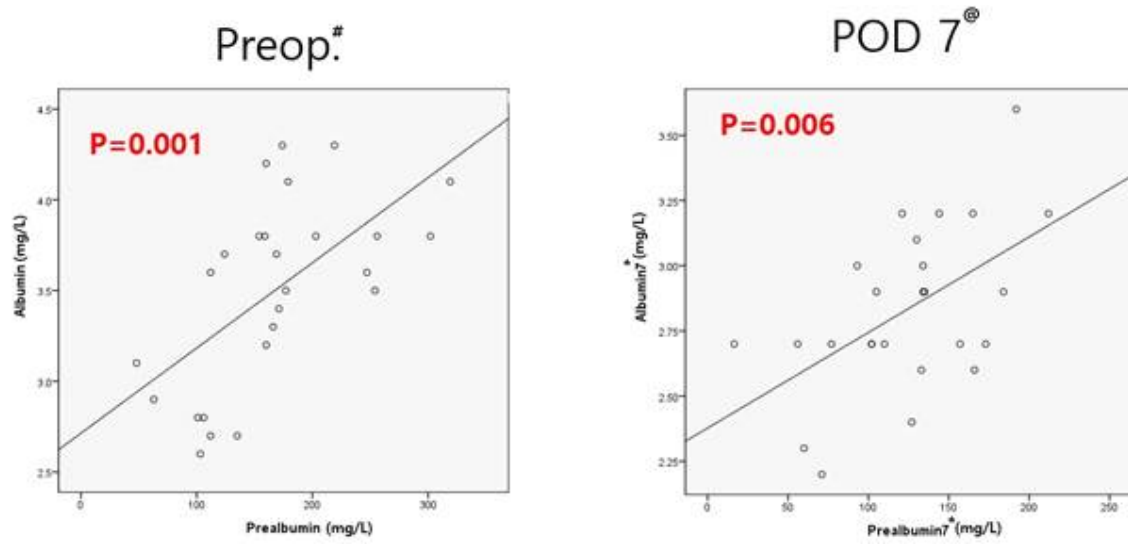 Preop.#
P=0.001
4.5
4.0
3.5
3.0
2.5
Albumin (mg/L)
0 100 200 300
Prealbumin (mg/L)
POD 7@
P=0.006
3.50
3.25
3.00
2.75
2.50
2.25
Albumin7* (mg/L)
0 50 100 150 200 250
Prealbumin7* (mg/L)